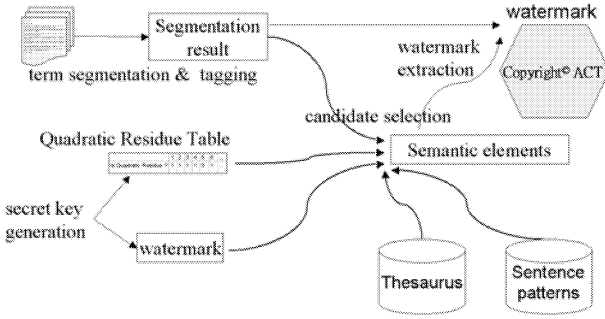 watermark
Segmentation
result
watermark
extraction
Copyright© ACT
term segmentation & tagging
candidate selection
Quadratic Residue Table
Semantic elements
secret key
generation
watermark
Thesaurus
Sentence
patterns